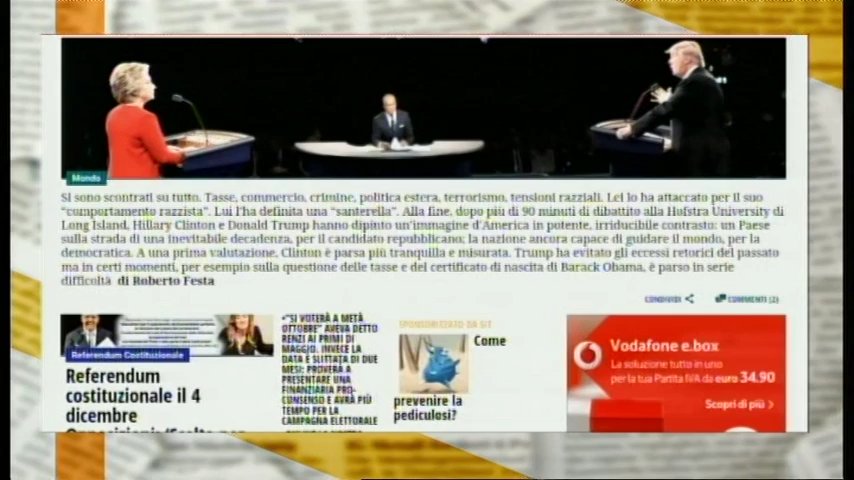 Mondo
Si sono scontrati su tutto. Tasse, commercio, crimine, politica estera, terrorismo, tensioni razziali. Lei lo ha attaccato per il suo
"comportamento razzista". Lui l'ha definita una "santerella". Alla fine, dopo più di 90 minuti di dibattito alla Hofstra University di
Long Island, Hillary Clinton e Donald Trump hanno dipinto un'immagine d'America in potente, irriducibile contrasto: un Paese
sulla strada di una inevitabile decadenza, per il candidato repubblicano; la nazione ancora capace di guidare il mondo, per la
democratica. A una prima valutazione, Clinton è parsa più tranquilla e misurata. Trump ha evitato gli eccessi retorici del passato
ma in certi momenti, per esempio sulla questione delle tasse e del certificato di nascita di Barack Obama, è parso in serie
difficoltà di Roberto Festa
CONDIVIDI
COMMENTI (2)
Referendum Costituzionale
Referendum
costituzionale il 4
dicembre
"SI VOTERÀ A METÀ
OTTOBRE" AVEVA DETTO
RENZI AI PRIMI DI
MAGGIO. INVECE LA
DATA È SLITTATA DI DUE
MESI: PROVERÀ A
PRESENTARE UNA
FINANZIARIA PRO-
CONSENSO E AVRÀ PIÙ
TEMPO PER LA
CAMPAGNA ELETTORALE
SPONSORIZZATO DA
Come
prevenire la
pediculosi?
Vodafone e.box
La soluzione tutto in uno
per la tua Partita IVA da euro 34,90
Scopri di più >